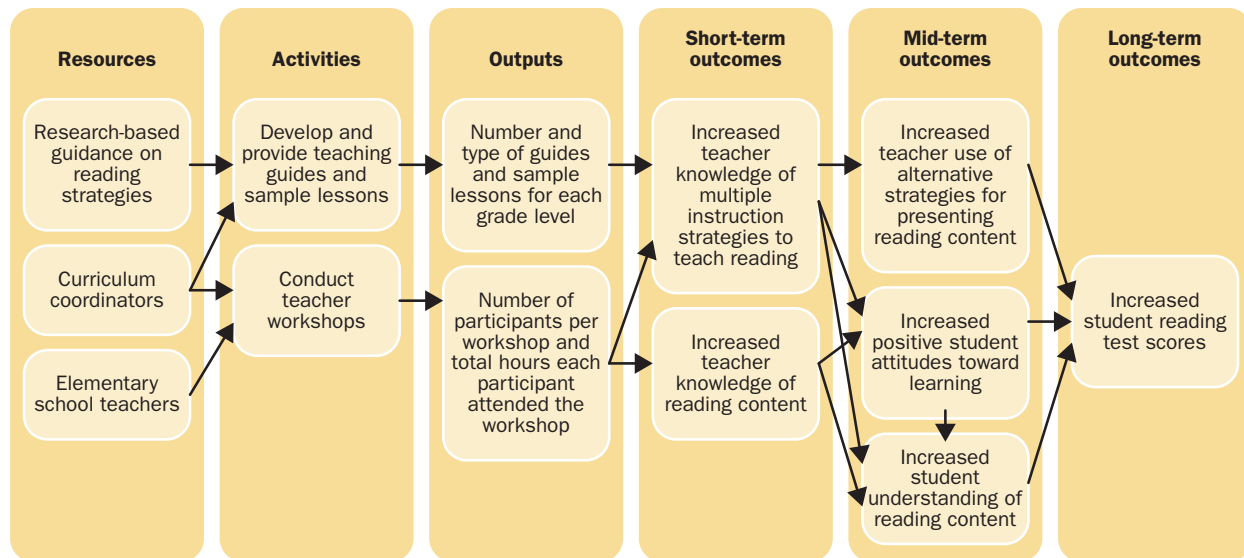 Resources
Research-based
guidance on
reading
strategies
Curriculum
coordinators
Elementary
school teachers
Activities
Develop and
provide teaching
guides and
sample lessons
Conduct
teacher
workshops
Outputs
Number and
type of guides
and sample
lessons for each
grade level
Number of
participants per
workshop and
total hours each
participant
attended the
workshop
Short-term
outcomes
Increased
teacher
knowledge of
multiple
instruction
strategies to
teach reading
Increased
teacher
knowledge of
reading content
Mid-term
outcomes
Increased
teacher use of
alternative
strategies for
presenting
reading content
Increased
positive student
attitudes toward
learning
Increased
student
understanding of
reading content
Long-term
outcomes
Increased
student reading
test scores